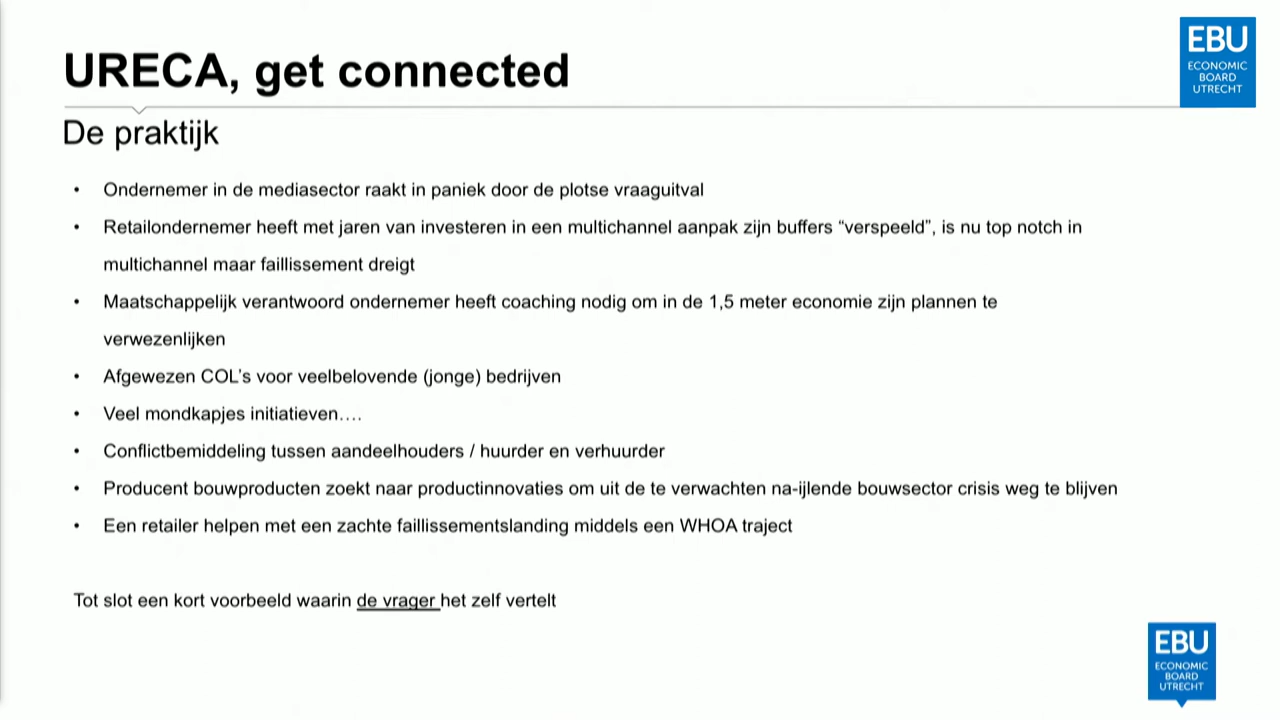 URECA, get connected
EBU
ECONOMIC
BOARD
UTRECHT
De praktijk
• Ondernemer in de mediasector raakt in paniek door de plotse vraaguitval
• Retailondernemer heeft met jaren van investeren in een multichannel aanpak zijn buffers “verspeeld”, is nu top notch in
multichannel maar faillissement dreigt
• Maatschappelijk verantwoord ondernemer heeft coaching nodig om in de 1,5 meter economie zijn plannen te
verwezenlijken
• Afgewezen COL’s voor veelbelovende (jonge) bedrijven
• Veel mondkapjes initiatieven….
• Conflictbemiddeling tussen aandeelhouders / huurder en verhuurder
• Producent bouwproducten zoekt naar productinnovaties om uit de te verwachten na-ijlende bouwsector crisis weg te blijven
• Een retailer helpen met een zachte faillissementslanding middels een WHOA traject
Tot slot een kort voorbeeld waarin de vrager het zelf vertelt
EBU
ECONOMIC
BOARD
UTRECHT